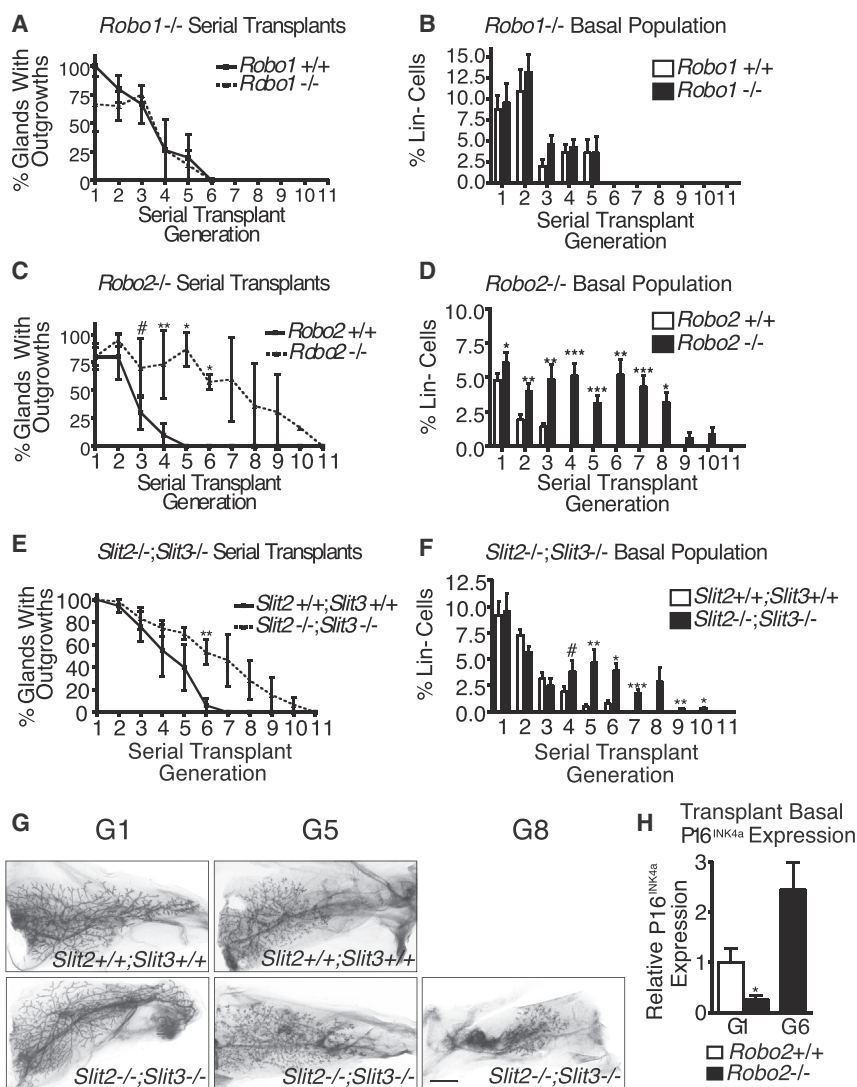 A
Robo1-/- Serial Transplants
% Glands With
Outgrowths
100
75
50
25
0
Robo1 +/+
Robo1 -/-
1 2 3 4 5 6 7 8 9 10 11
Serial Transplant
Generation
B
Robo1-/- Basal Population
% Lin- Cells
15.0
12.5
10.0
7.5
5.0
2.5
0.0
Robo1 +/+
Robo1 -/-
1 2 3 4 5 6 7 8 9 10 11
Serial Transplant
Generation
C
Robo2-/- Serial Transplants
% Glands With
Outgrowths
100
75
50
25
0
# ** * *
Robo2 +/+
Robo2 -/-
1 2 3 4 5 6 7 8 9 10 11
Serial Transplant
Generation
D
Robo2-/- Basal Population
% Lin- Cells
10.0
7.5
5.0
2.5
0.0
* ** ** *** *** ** *** *
Robo2 +/+
Robo2 -/-
1 2 3 4 5 6 7 8 9 10 11
Serial Transplant
Generation
E
Slit2-/-;Slit3-/- Serial Transplants
% Glands With
Outgrowths
100
80
60
40
20
0
**
Slit2 +/+;Slit3 +/+
Slit2 -/-;Slit3 -/-
1 2 3 4 5 6 7 8 9 10 11
Serial Transplant
Generation
F
Slit2-/-;Slit3-/- Basal Population
% Lin- Cells
12.5
10.0
7.5
5.0
2.5
0.0
# ** * *** ** *
Slit2+/+;Slit3+/+
Slit2-/-;Slit3-/-
1 2 3 4 5 6 7 8 9 10 11
Serial Transplant
Generation
G
G1 G5 G8
Slit2+/+;Slit3+/+
Slit2+/+;Slit3+/+
Slit2-/-;Slit3-/-
Slit2-/-;Slit3-/-
Slit2-/-;Slit3-/-
H
Transplant Basal
P16INK4a Expression
Relative P16INK4a
Expression
3
2
1
0
*
G1 G6
Robo2+/+
Robo2-/-